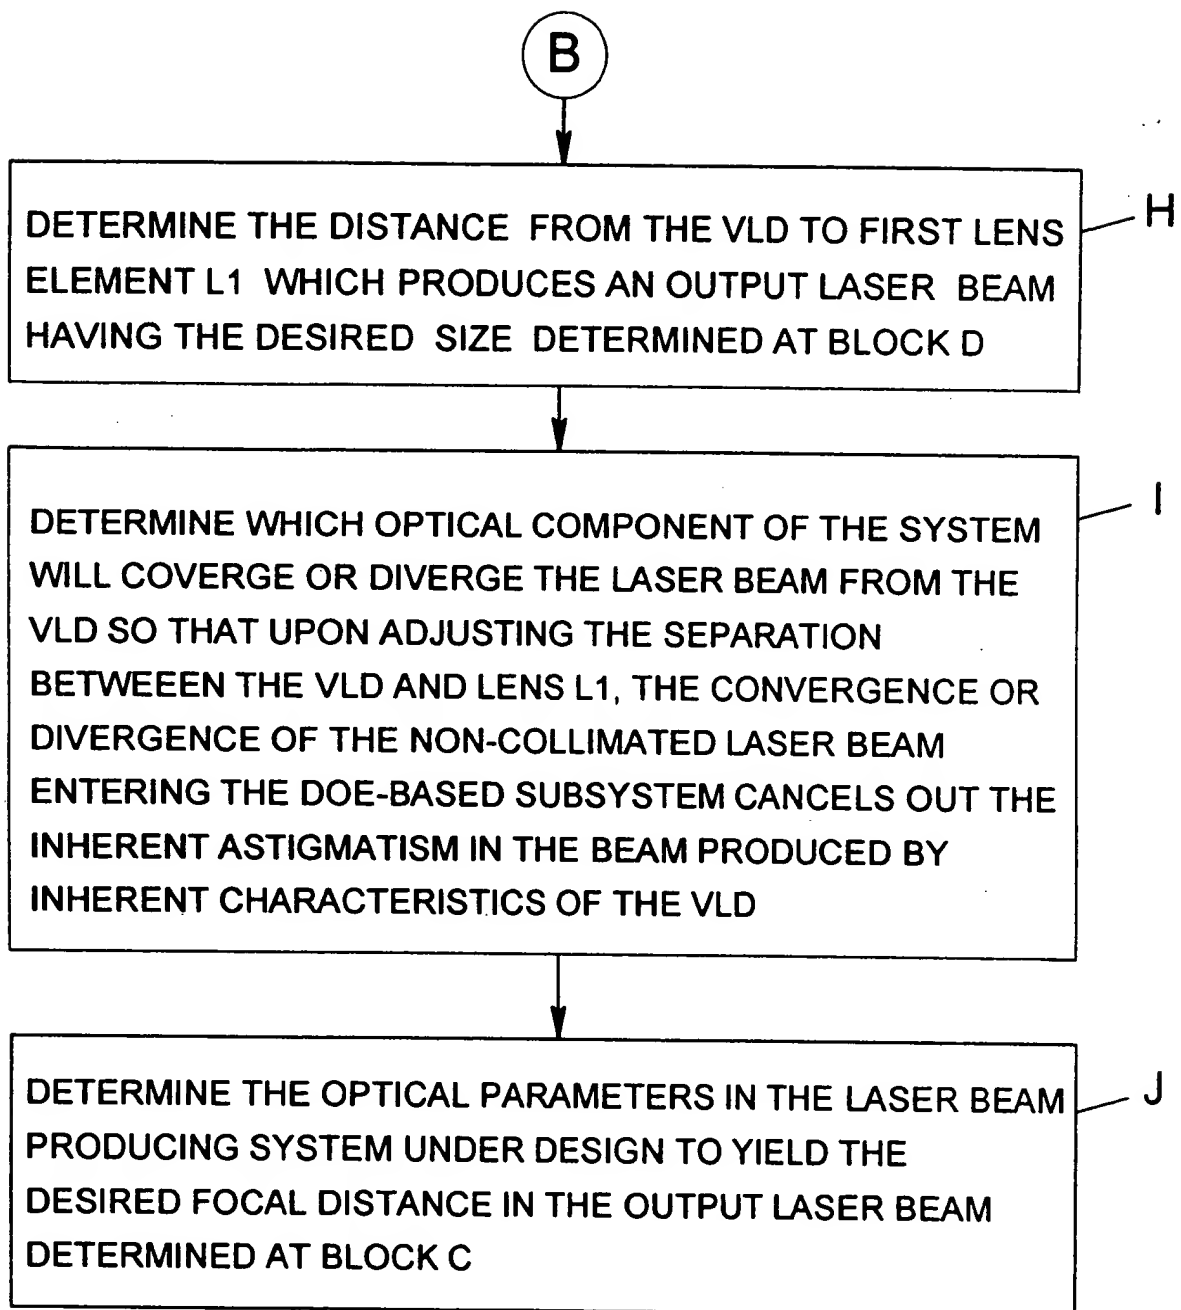 B
DETERMINE THE DISTANCE FROM THE VLD TO FIRST LENS
ELEMENT L1 WHICH PRODUCES AN OUTPUT LASER BEAM
HAVING THE DESIRED SIZE DETERMINED AT BLOCK D
H
DETERMINE WHICH OPTICAL COMPONENT OF THE SYSTEM
WILL COVERGE OR DIVERGE THE LASER BEAM FROM THE
VLD SO THAT UPON ADJUSTING THE SEPARATION
BETWEEEN THE VLD AND LENS L1, THE CONVERGENCE OR
DIVERGENCE OF THE NON-COLLIMATED LASER BEAM
ENTERING THE DOE-BASED SUBSYSTEM CANCELS OUT THE
INHERENT ASTIGMATISM IN THE BEAM PRODUCED BY
INHERENT CHARACTERISTICS OF THE VLD
I
DETERMINE THE OPTICAL PARAMETERS IN THE LASER BEAM
PRODUCING SYSTEM UNDER DESIGN TO YIELD THE
DESIRED FOCAL DISTANCE IN THE OUTPUT LASER BEAM
DETERMINED AT BLOCK C
J